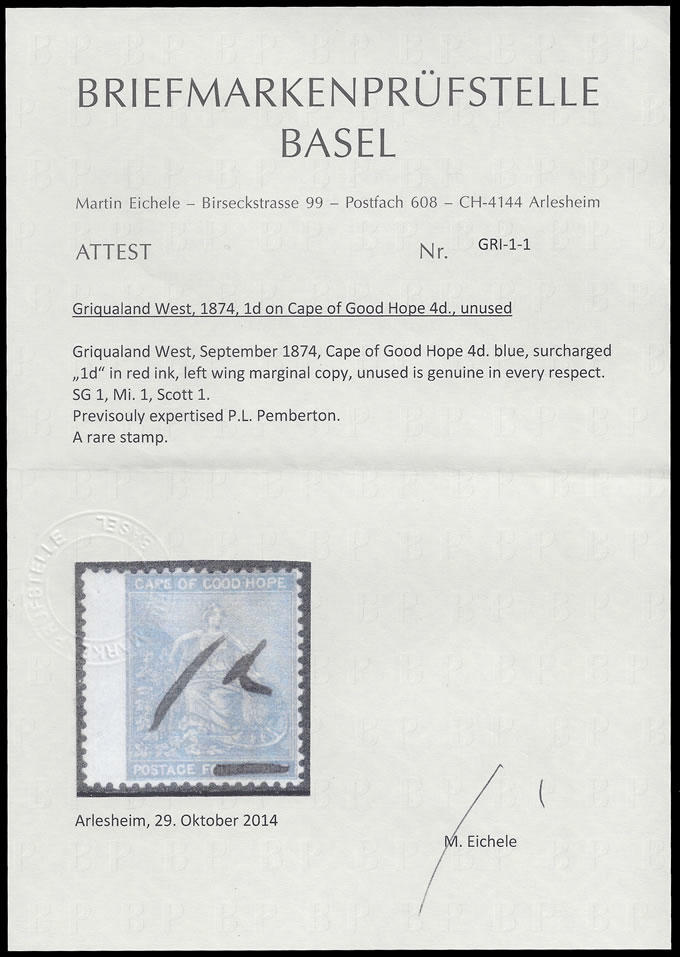 BRIEFMARKENPRÜFSTELLE
BASEL
Martin Eichele – Birseckstrasse 99 – Postfach 608 – CH-4144 Arlesheim
ATTEST Nr. GRI-1-1
Griqualand West, 1874, 1d on Cape of Good Hope 4d., unused
Griqualand West, September 1874, Cape of Good Hope 4d. blue, surcharged
„1d“ in red ink, left wing marginal copy, unused is genuine in every respect.
SG 1, Mi. 1, Scott 1.
Previsouly expertised P.L. Pemberton.
A rare stamp.
CAPE OF GOOD HOPE
1d
POSTAGE
Arlesheim, 29. Oktober 2014
M. Eichele